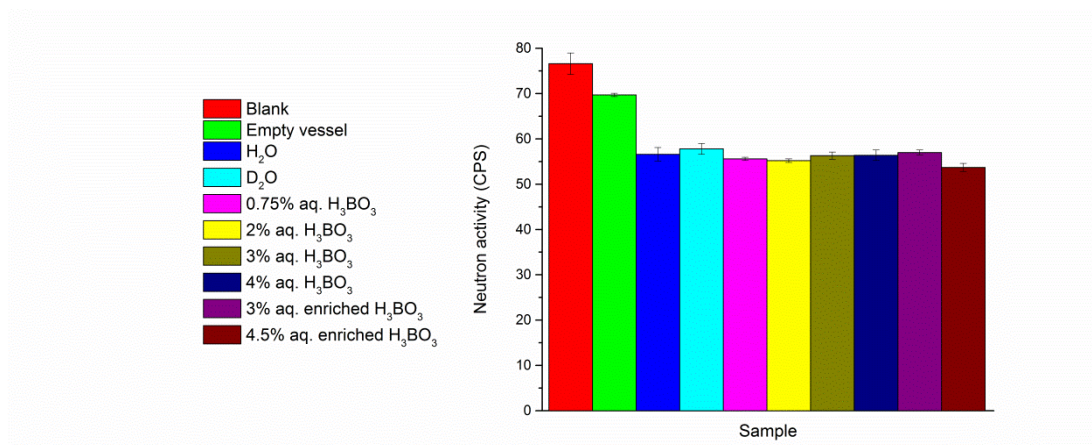 Blank
Empty vessel
H₂O
D₂O
0.75% aq. H₃BO₃
2% aq. H₃BO₃
3% aq. H₃BO₃
4% aq. H₃BO₃
3% aq. enriched H₃BO₃
4.5% aq. enriched H₃BO₃
Neutron activity (CPS)
80
70
60
50
40
30
20
10
0
Sample